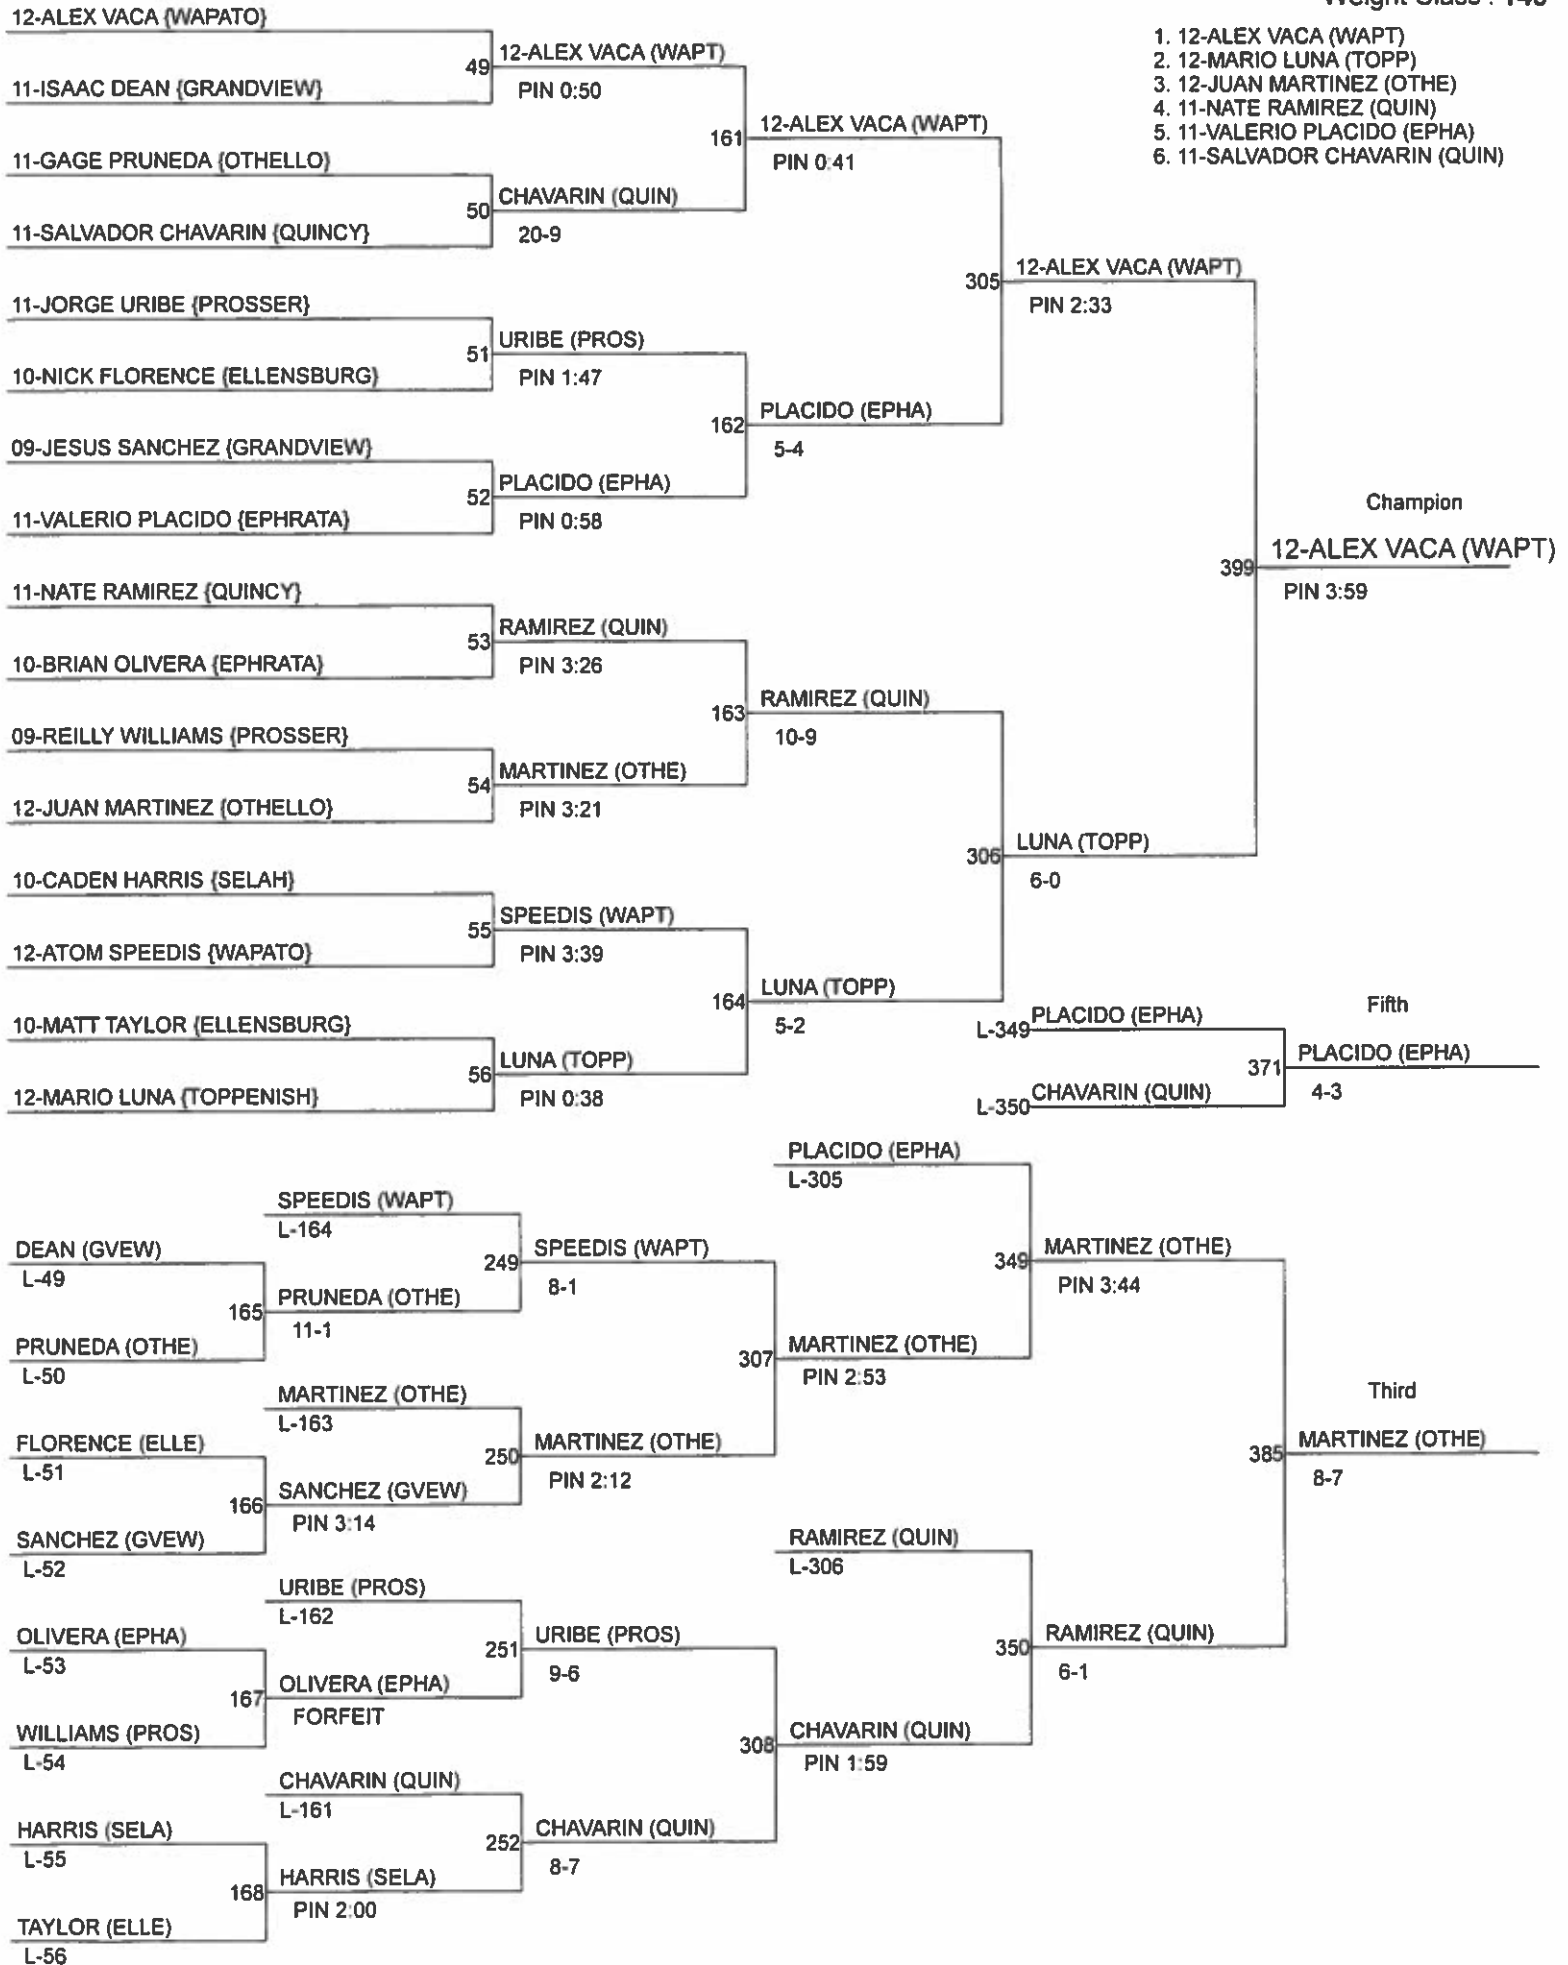 Weight Class :
1. 12-ALEX VACA (WAPT)
2. 12-MARIO LUNA (TOPP)
3. 12-JUAN MARTINEZ (OTHE)
4. 11-NATE RAMIREZ (QUIN)
5. 11-VALERIO PLACIDO (EPHA)
6. 11-SALVADOR CHAVARIN (QUIN)
12-ALEX VACA {WAPATO}
49
12-ALEX VACA (WAPT)
PIN 0:50
11-ISAAC DEAN {GRANDVIEW}
161
12-ALEX VACA (WAPT)
PIN 0:41
11-GAGE PRUNEDA {OTHELLO}
50
CHAVARIN (QUIN)
20-9
11-SALVADOR CHAVARIN {QUINCY}
305
12-ALEX VACA (WAPT)
PIN 2:33
11-JORGE URIBE {PROSSER}
51
URIBE (PROS)
PIN 1:47
10-NICK FLORENCE {ELLENSBURG}
162
PLACIDO (EPHA)
5-4
09-JESUS SANCHEZ {GRANDVIEW}
52
PLACIDO (EPHA)
PIN 0:58
11-VALERIO PLACIDO {EPHRATA}
Champion
399
12-ALEX VACA (WAPT)
PIN 3:59
11-NATE RAMIREZ {QUINCY}
53
RAMIREZ (QUIN)
PIN 3:26
10-BRIAN OLIVERA {EPHRATA}
163
RAMIREZ (QUIN)
10-9
09-REILLY WILLIAMS {PROSSER}
54
MARTINEZ (OTHE)
PIN 3:21
12-JUAN MARTINEZ {OTHELLO}
306
LUNA (TOPP)
6-0
10-CADEN HARRIS {SELAH}
55
SPEEDIS (WAPT)
PIN 3:39
12-ATOM SPEEDIS {WAPATO}
164
LUNA (TOPP)
5-2
10-MATT TAYLOR {ELLENSBURG}
56
LUNA (TOPP)
PIN 0:38
12-MARIO LUNA {TOPPENISH}
Fifth
L-349 PLACIDO (EPHA)
371
PLACIDO (EPHA)
4-3
L-350 CHAVARIN (QUIN)
PLACIDO (EPHA)
L-305
SPEEDIS (WAPT)
L-164
DEAN (GVEW)
L-49
249
SPEEDIS (WAPT)
8-1
349
MARTINEZ (OTHE)
PIN 3:44
165
PRUNEDA (OTHE)
11-1
PRUNEDA (OTHE)
L-50
307
MARTINEZ (OTHE)
PIN 2:53
MARTINEZ (OTHE)
L-163
Third
FLORENCE (ELLE)
L-51
250
MARTINEZ (OTHE)
PIN 2:12
385
MARTINEZ (OTHE)
8-7
166
SANCHEZ (GVEW)
PIN 3:14
SANCHEZ (GVEW)
L-52
RAMIREZ (QUIN)
L-306
URIBE (PROS)
L-162
OLIVERA (EPHA)
L-53
251
URIBE (PROS)
9-6
350
RAMIREZ (QUIN)
6-1
167
OLIVERA (EPHA)
FORFEIT
WILLIAMS (PROS)
L-54
308
CHAVARIN (QUIN)
PIN 1:59
CHAVARIN (QUIN)
L-161
HARRIS (SELA)
L-55
252
CHAVARIN (QUIN)
8-7
168
HARRIS (SELA)
PIN 2:00
TAYLOR (ELLE)
L-56